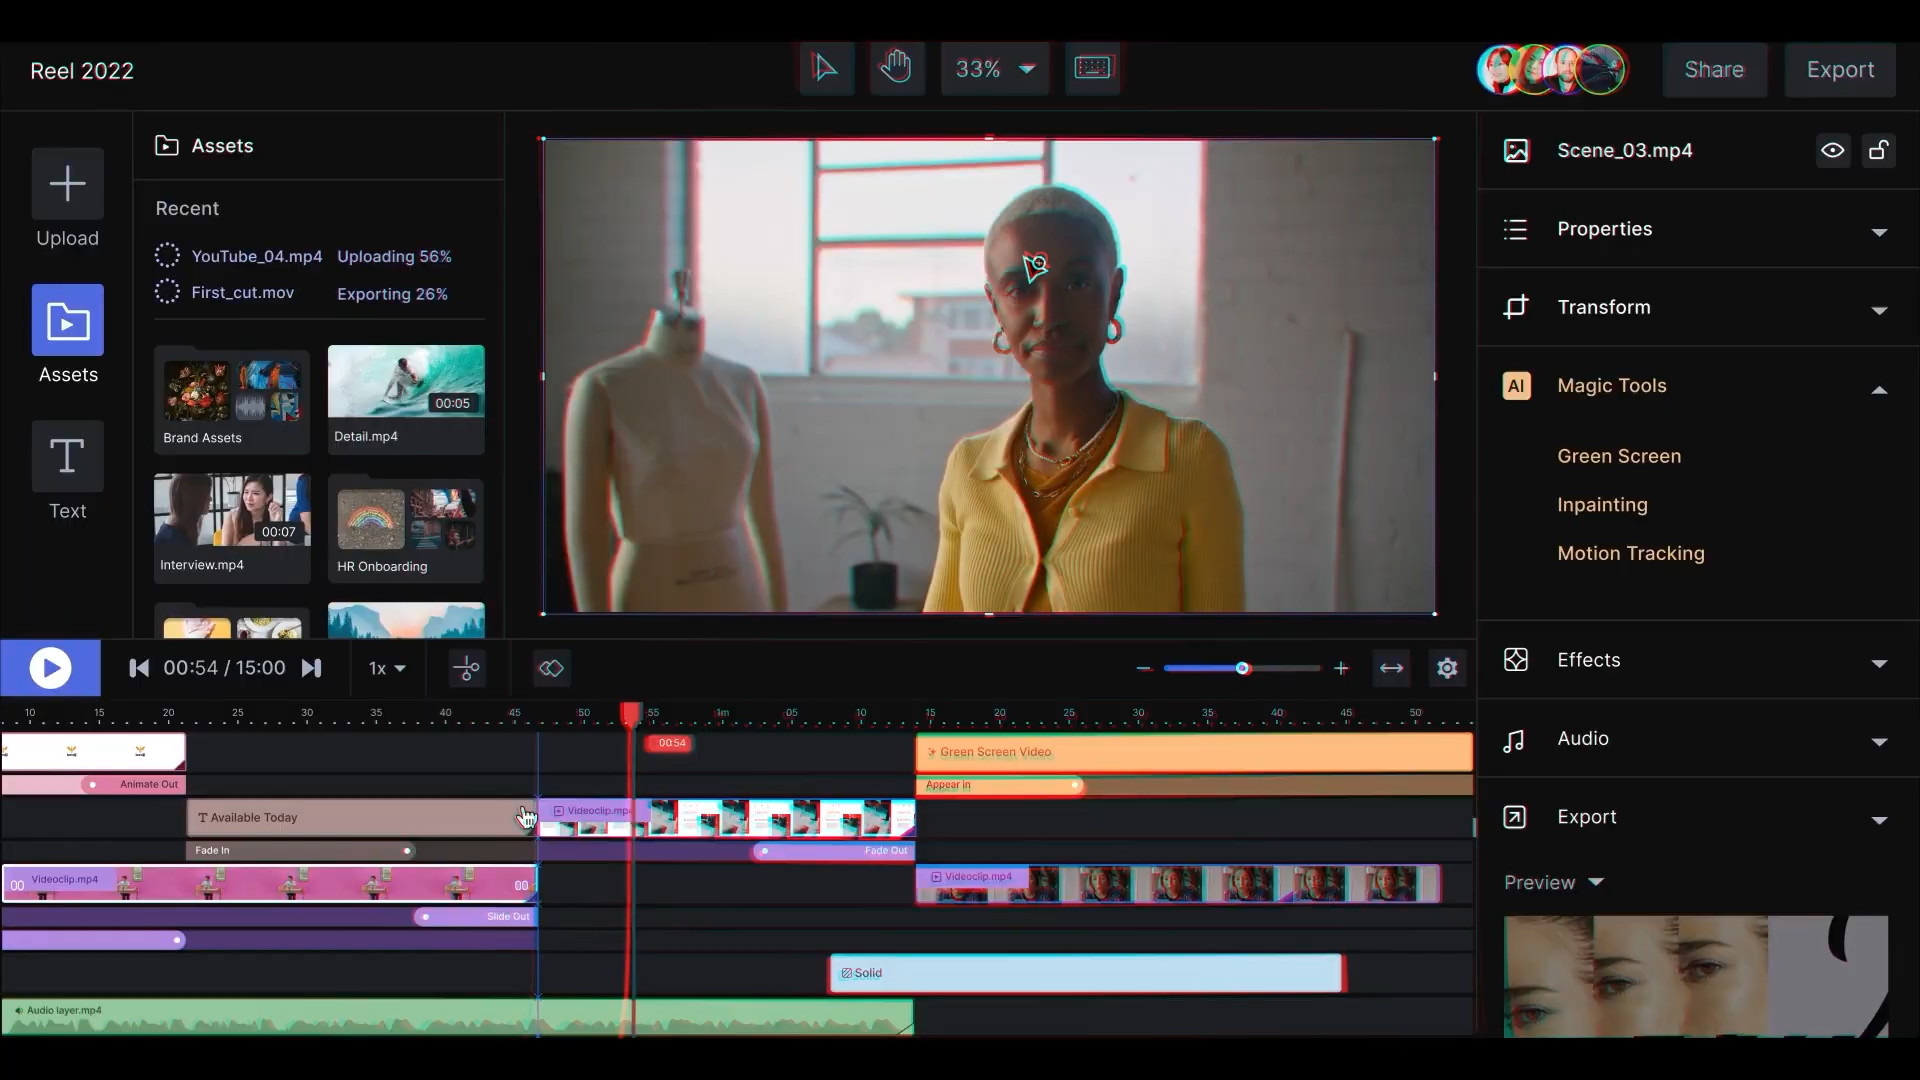 Reel 2022
33%
Share
Export
Upload
Assets
Text
Assets
Recent
YouTube_04.mp4 Uploading 56%
First_cut.mov Exporting 26%
Brand Assets
00:05
Detail.mp4
00:07
Interview.mp4
HR Onboarding
Scene_03.mp4
Properties
Transform
AI Magic Tools
Green Screen
Inpainting
Motion Tracking
Effects
Audio
Export
Preview
00:54 / 15:00
1x
10 15 20 25 30 35 40 45 50 55 1m 05 10 15 20 25 30 35 40 45 50
00:54
Green Screen Video
Animate Out
Appear in
T Available Today
Videoclip.mp
Fade In
Fade Out
Videoclip.mp4
Videoclip.mp4
Slide Out
Solid
Audio layer.mp4